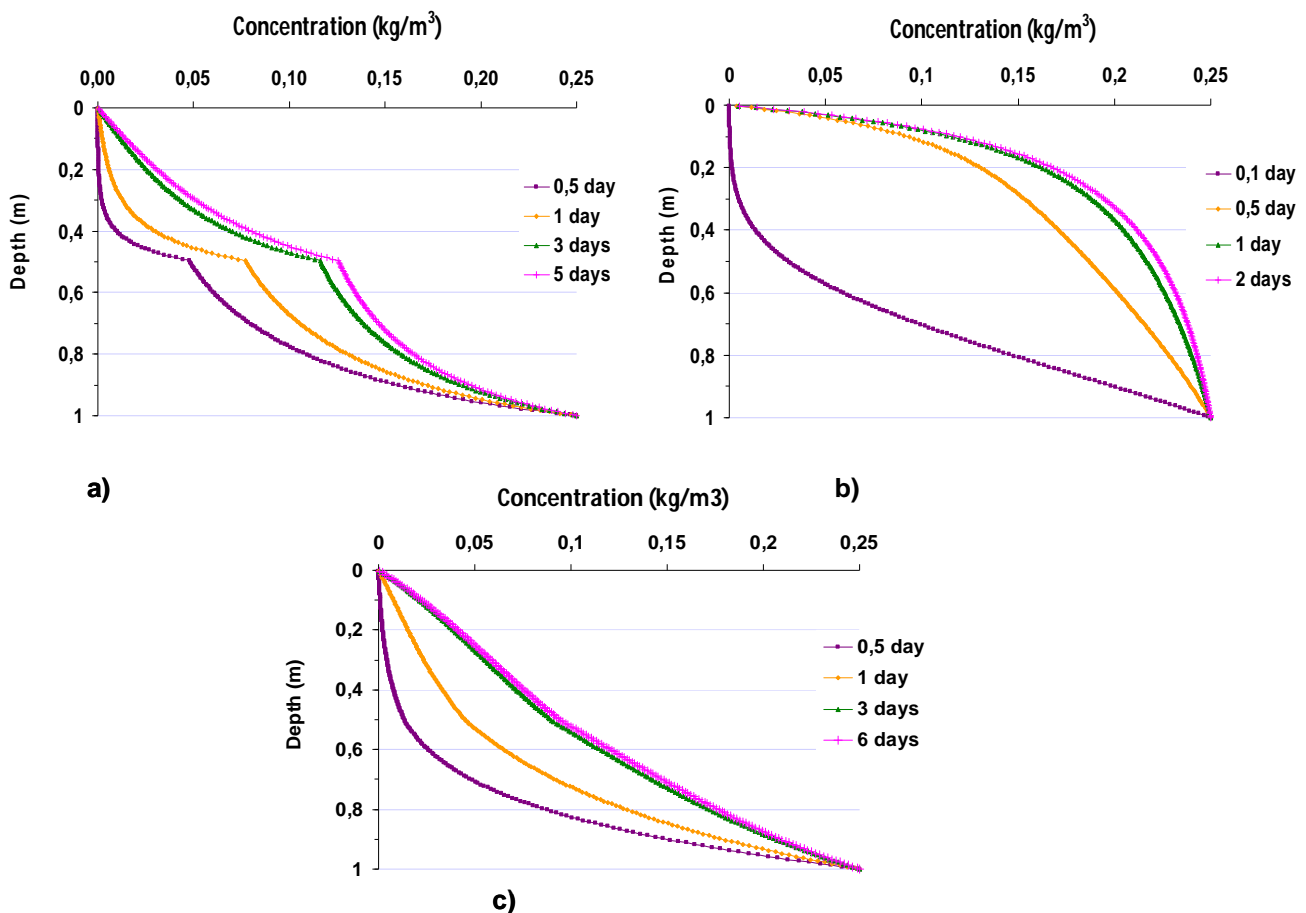 Concentration (kg/m³)
0,00 0,05 0,10 0,15 0,20 0,25
0
0,2
0,4
0,6
0,8
1
Depth (m)
0,5 day
1 day
3 days
5 days
a)
Concentration (kg/m³)
0 0,05 0,1 0,15 0,2 0,25
0
0,2
0,4
0,6
0,8
1
Depth (m)
0,1 day
0,5 day
1 day
2 days
b)
Concentration (kg/m3)
0 0,05 0,1 0,15 0,2 0,25
0
0,2
0,4
0,6
0,8
1
Depth (m)
0,5 day
1 day
3 days
6 days
c)